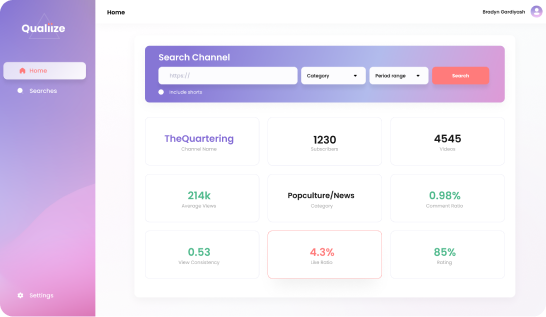 Qualiize
Home
Bradyn Gardiyash
Home
Searches
Settings
Search Channel
https://
Category
Period range
Search
Include shorts
TheQuartering
Channel Name
1230
Subscribers
4545
Videos
214k
Average Views
Popculture/News
Category
0.98%
Comment Ratio
0.53
View Consistency
4.3%
Like Ratio
85%
Rating